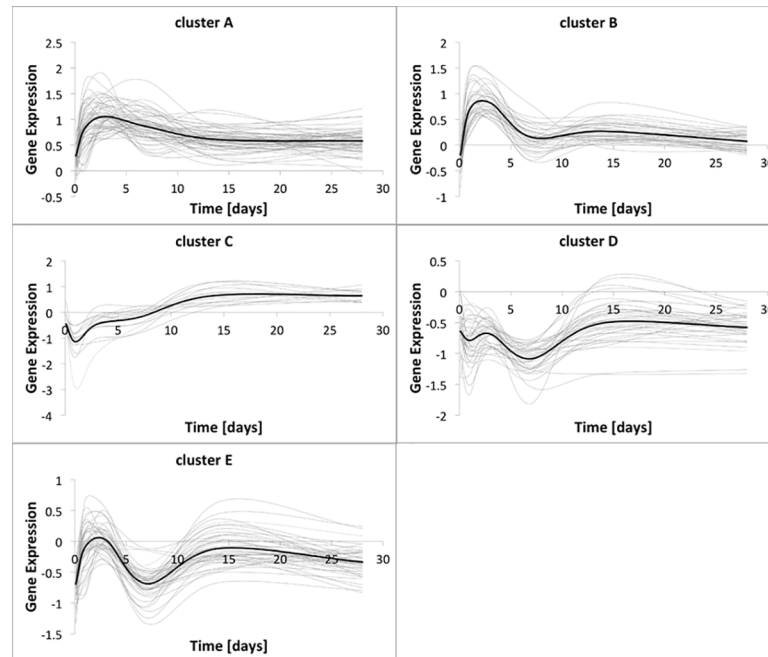 cluster A
2.5
2
1.5
1
0.5
0
-0.5
0 5 10 15 20 25 30
Gene Expression
Time [days]
cluster B
2
1.5
1
0.5
0
-0.5
-1
0 5 10 15 20 25 30
Gene Expression
Time [days]
cluster C
2
1
0
-1
-2
-3
-4
0 5 10 15 20 25 30
Gene Expression
Time [days]
cluster D
0.5
0
-0.5
-1
-1.5
-2
0 5 10 15 20 25 30
Gene Expression
Time [days]
cluster E
1
0.5
0
-0.5
-1
-1.5
0 5 10 15 20 25 30
Gene Expression
Time [days]